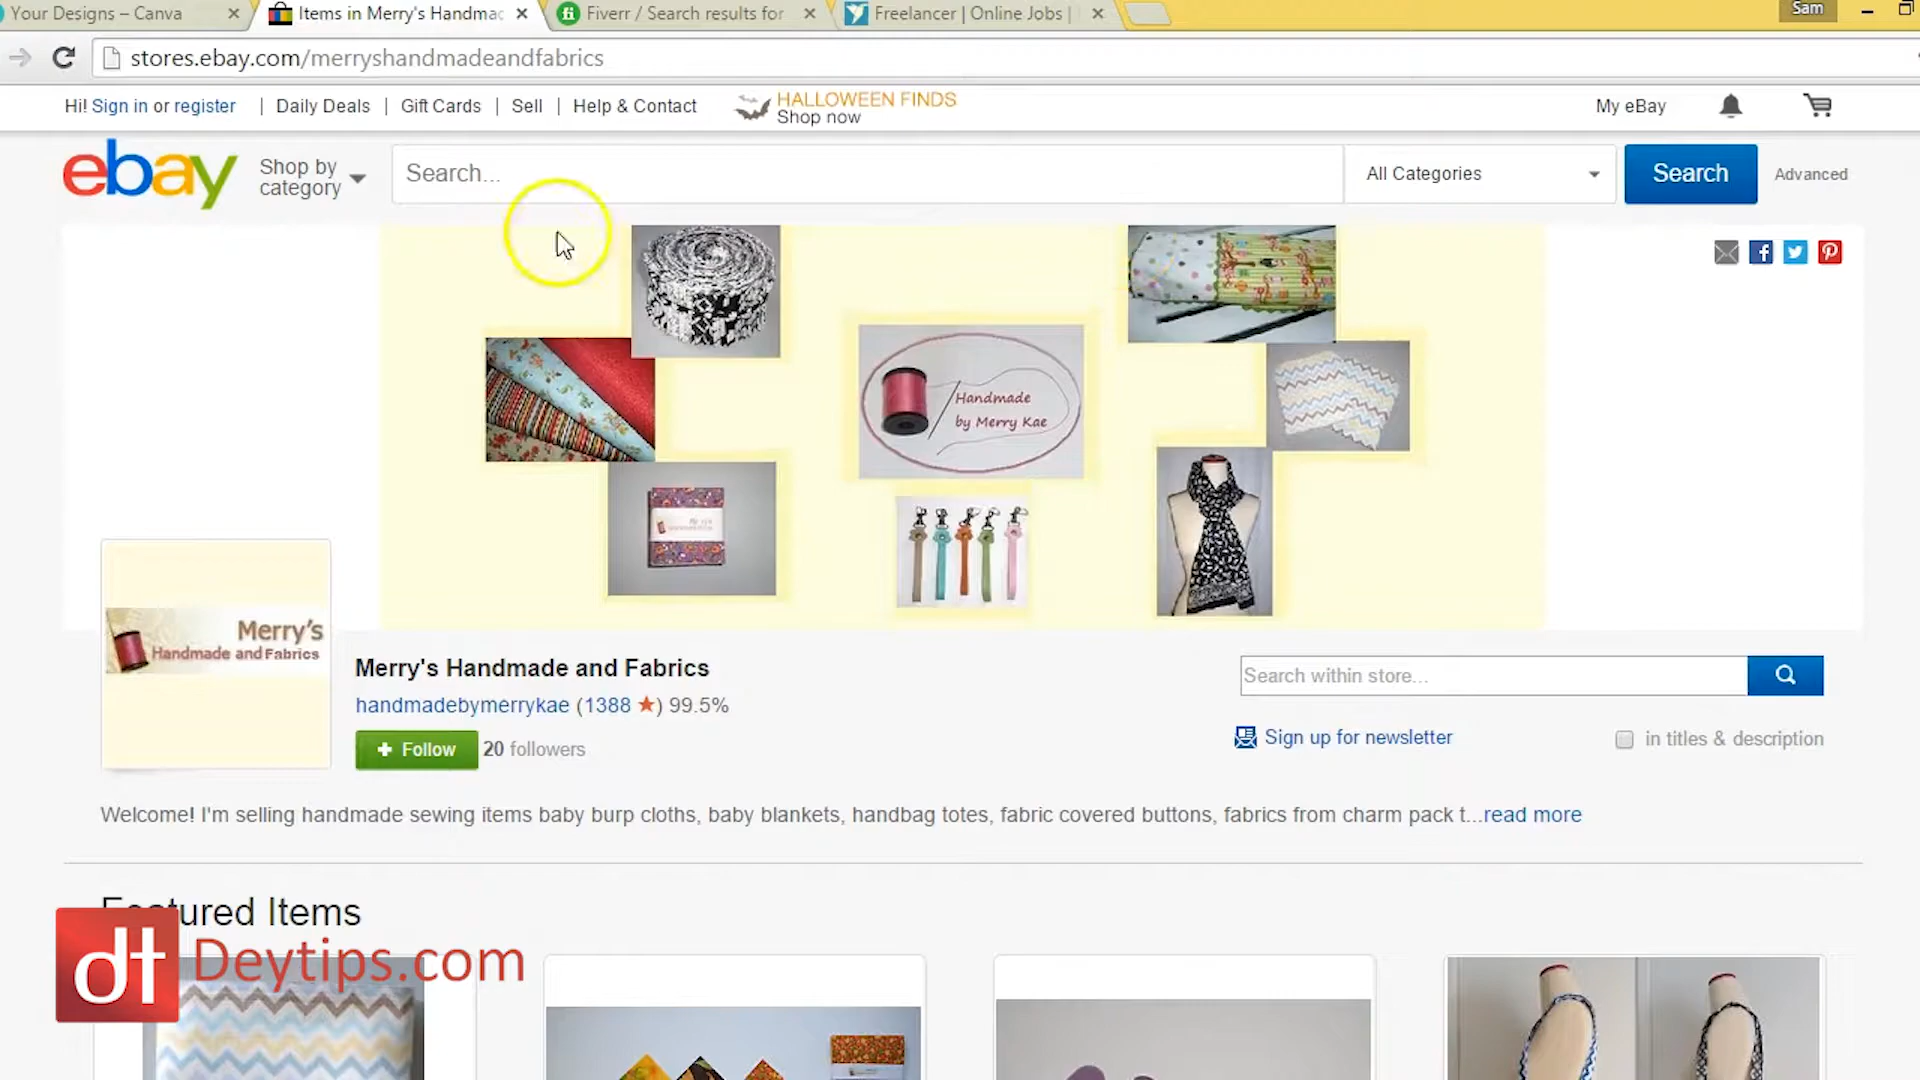 Your Designs – Canva
Items in Merry's Handmac
Fiverr / Search results for
Freelancer | Online Jobs |
Sam
stores.ebay.com/merryshandmadeandfabrics
Hi! Sign in or register | Daily Deals | Gift Cards | Sell | Help & Contact
HALLOWEEN FINDS
Shop now
My eBay
ebay
Shop by
category
Search...
All Categories
Search
Advanced
Handmade
by Merry Kae
Merry's
Handmade and Fabrics
Merry's Handmade and Fabrics
handmadebymerrykae (1388 ★) 99.5%
+ Follow
20 followers
Search within store...
Sign up for newsletter
in titles & description
Welcome! I'm selling handmade sewing items baby burp cloths, baby blankets, handbag totes, fabric covered buttons, fabrics from charm pack t...read more
Featured Items
dt
Deytips.com